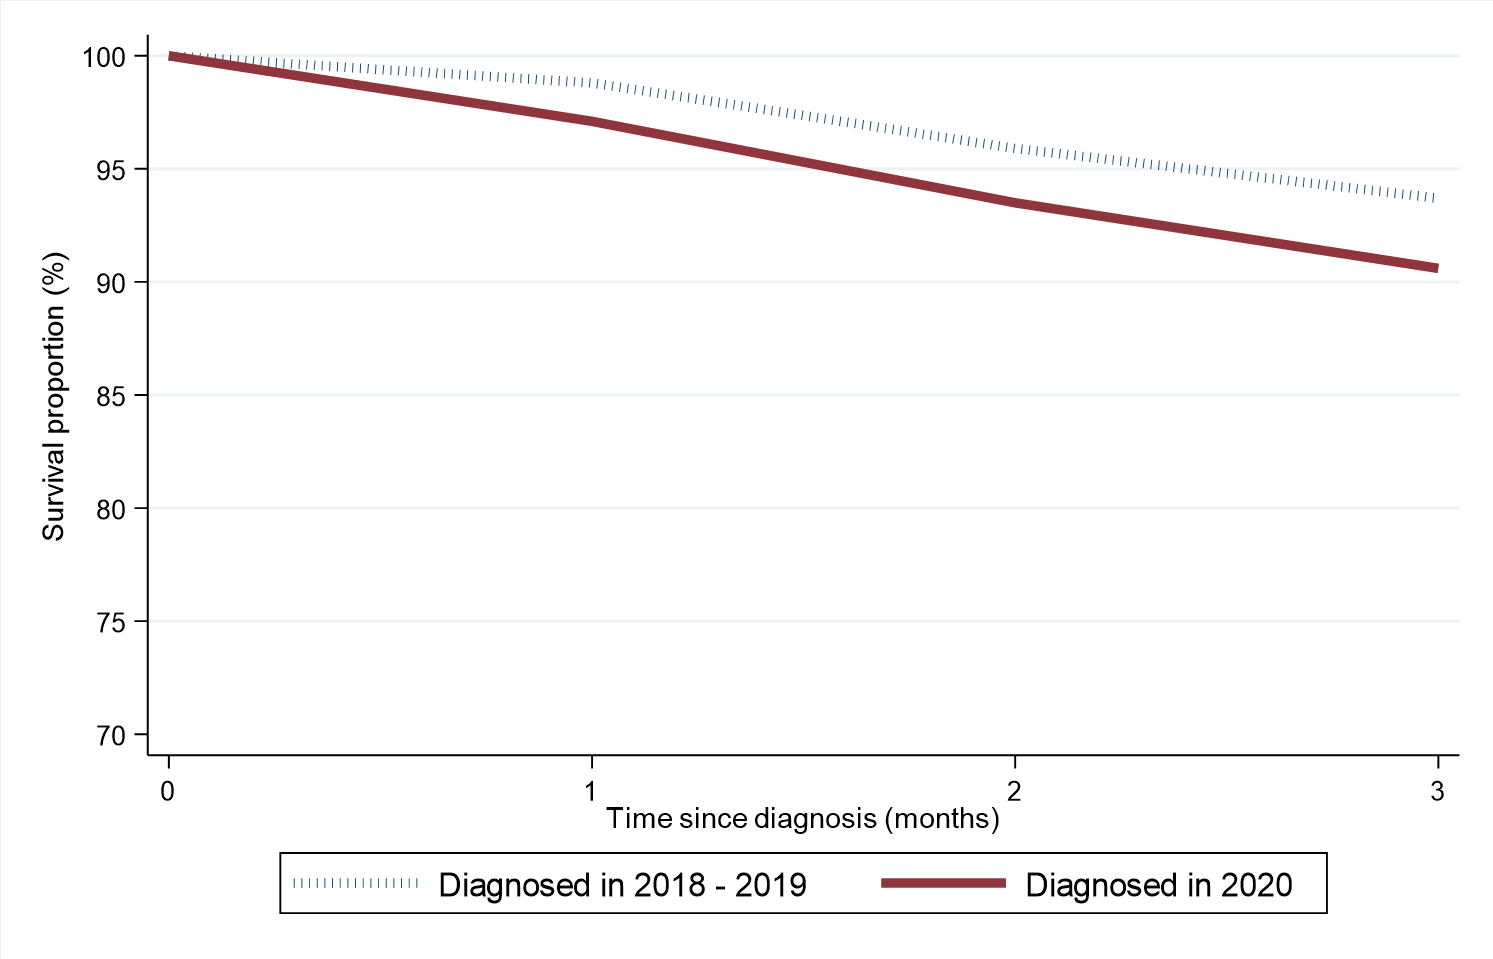 100
95
90
85
80
75
70
Survival proportion (%)
0 1 2 3
Time since diagnosis (months)
Diagnosed in 2018 - 2019 Diagnosed in 2020